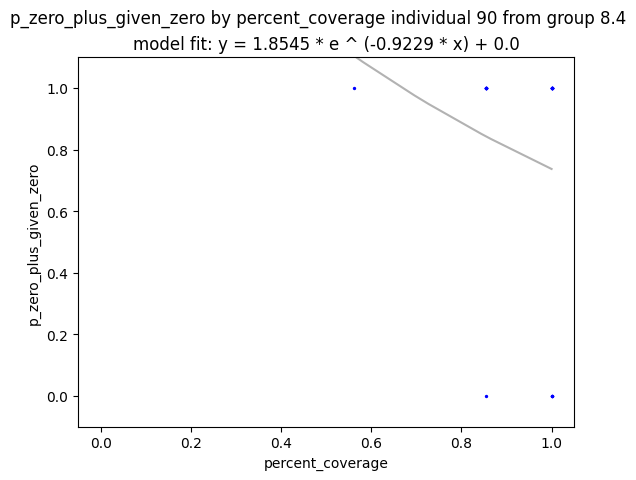 p_zero_plus_given_zero by percent_coverage individual 90 from group 8.4
model fit: y = 1.8545 * e ^ (-0.9229 * x) + 0.0
1.0
0.8
0.6
0.4
0.2
0.0
p_zero_plus_given_zero
0.0 0.2 0.4 0.6 0.8 1.0
percent_coverage